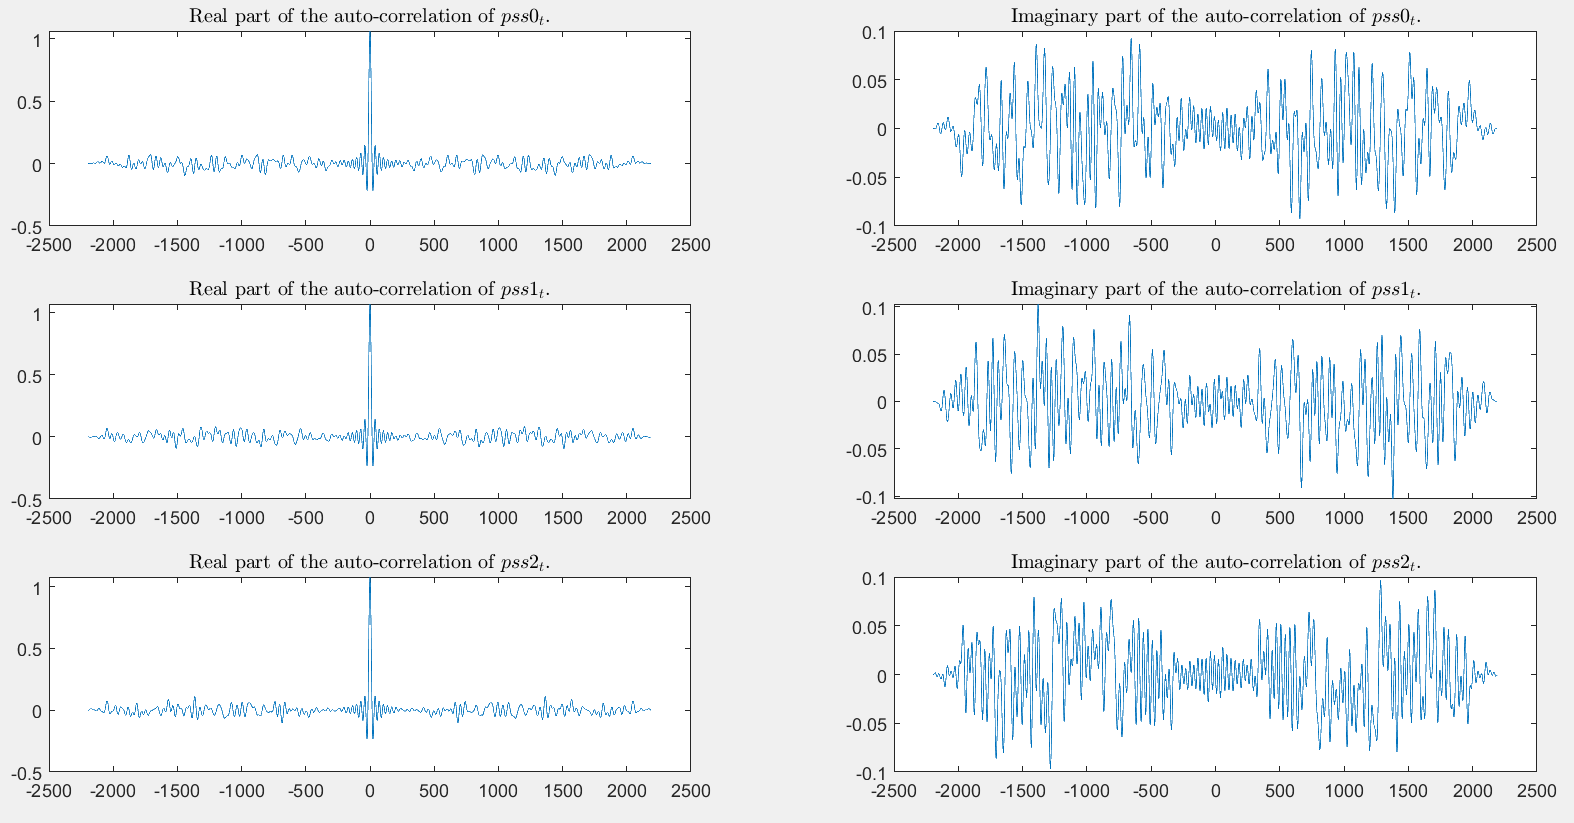 Real part of the auto-correlation of pss0t.
1
0.5
0
-0.5
-2500 -2000 -1500 -1000 -500 0 500 1000 1500 2000 2500
Imaginary part of the auto-correlation of pss0t.
0.1
0.05
0
-0.05
-0.1
-2500 -2000 -1500 -1000 -500 0 500 1000 1500 2000 2500
Real part of the auto-correlation of pss1t.
1
0.5
0
-0.5
-2500 -2000 -1500 -1000 -500 0 500 1000 1500 2000 2500
Imaginary part of the auto-correlation of pss1t.
0.1
0.05
0
-0.05
-0.1
-2500 -2000 -1500 -1000 -500 0 500 1000 1500 2000 2500
Real part of the auto-correlation of pss2t.
1
0.5
0
-0.5
-2500 -2000 -1500 -1000 -500 0 500 1000 1500 2000 2500
Imaginary part of the auto-correlation of pss2t.
0.1
0.05
0
-0.05
-0.1
-2500 -2000 -1500 -1000 -500 0 500 1000 1500 2000 2500